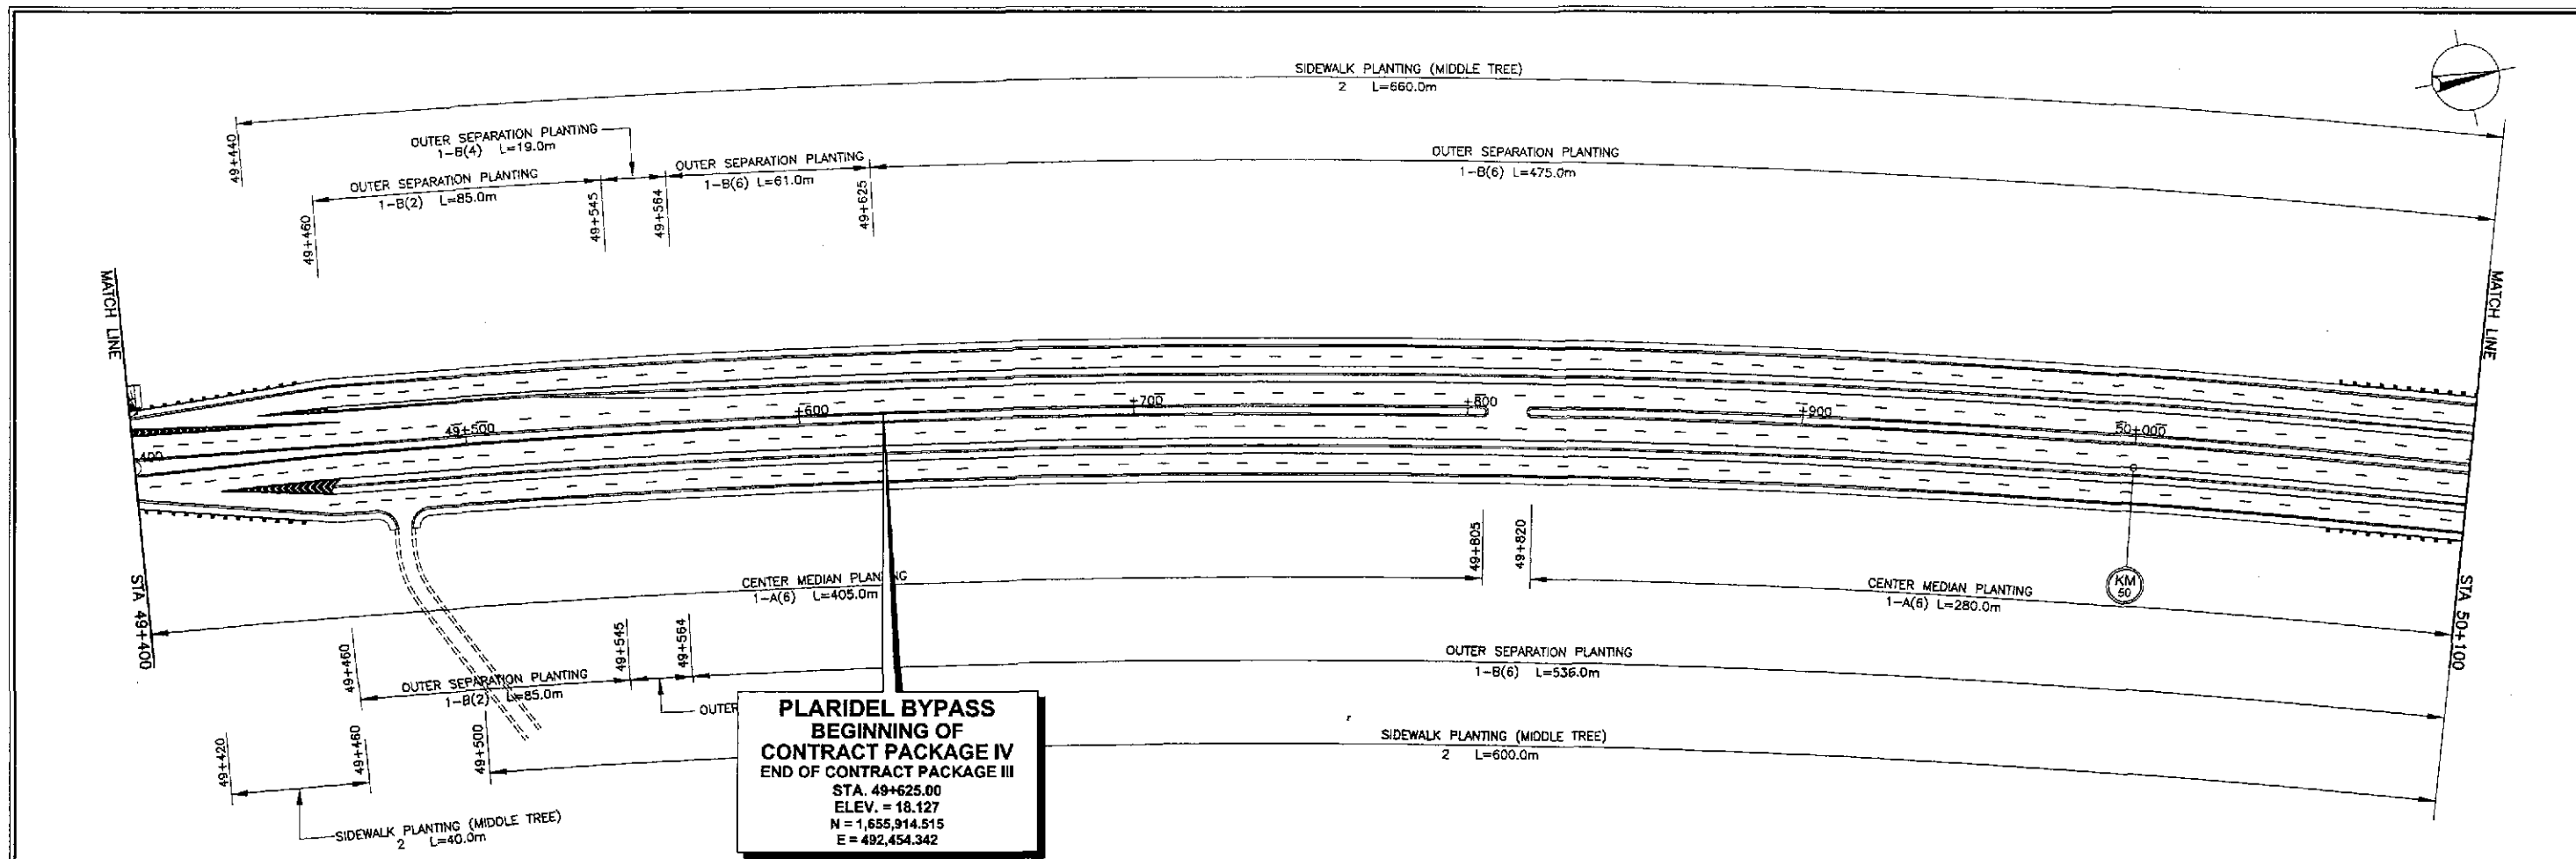 SIDEWALK PLANTING (MIDDLE TREE)
2 L=660.0m
49+440
OUTER SEPARATION PLANTING
1-B(4) L=19.0m
OUTER SEPARATION PLANTING
1-B(2) L=85.0m
OUTER SEPARATION PLANTING
1-B(6) L=61.0m
OUTER SEPARATION PLANTING
1-B(6) L=475.0m
49+460
49+545
49+564
49+625
MATCH LINE
MATCH LINE
400
49+500
+600
+700
+800
+900
50+000
49+805
49+820
STA 49+400
CENTER MEDIAN PLANNG
1-A(6) L=405.0m
CENTER MEDIAN PLANTING
1-A(6) L=280.0m
KM
50
STA 50+100
49+460
49+545
49+564
OUTER SEPARATION PLANTING
1-B(2) L=85.0m
OUTER
OUTER SEPARATION PLANTING
1-B(6) L=536.0m
49+420
49+460
49+500
SIDEWALK PLANTING (MIDDLE TREE)
2 L=600.0m
SIDEWALK PLANTING (MIDDLE TREE)
2 L=40.0m
PLARIDEL BYPASS
BEGINNING OF
CONTRACT PACKAGE IV
END OF CONTRACT PACKAGE III
STA. 49+625.00
ELEV. = 18.127
N = 1,655,914.515
E = 492,454.342